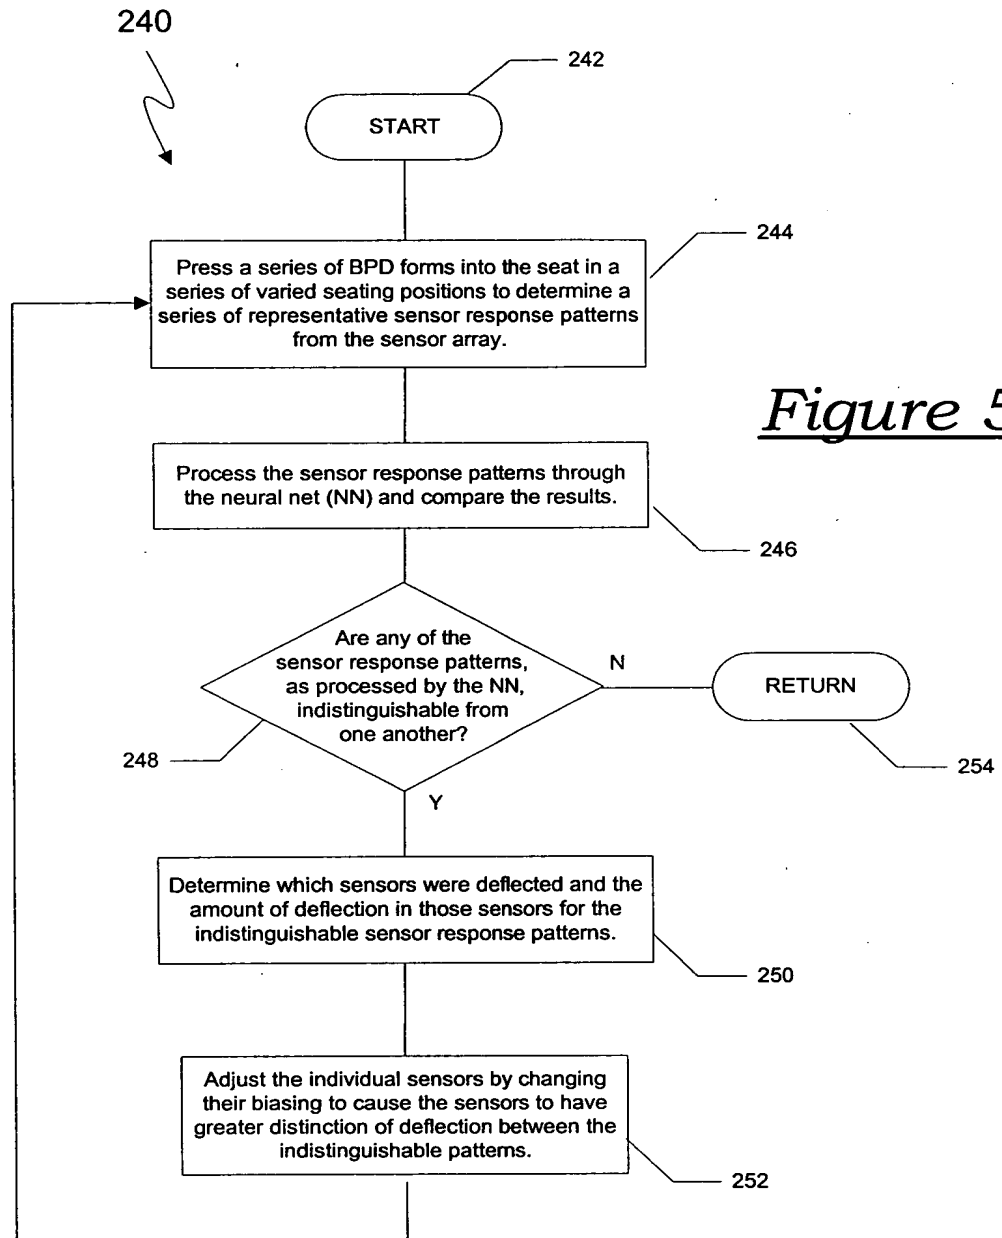 240
242
START
244
Press a series of BPD forms into the seat in a
series of varied seating positions to determine a
series of representative sensor response patterns
from the sensor array.
Figure 5
Process the sensor response patterns through
the neural net (NN) and compare the results.
246
Are any of the
sensor response patterns,
as processed by the NN,
indistinguishable from
one another?
N
RETURN
248
254
Y
Determine which sensors were deflected and the
amount of deflection in those sensors for the
indistinguishable sensor response patterns.
250
Adjust the individual sensors by changing
their biasing to cause the sensors to have
greater distinction of deflection between the
indistinguishable patterns.
252